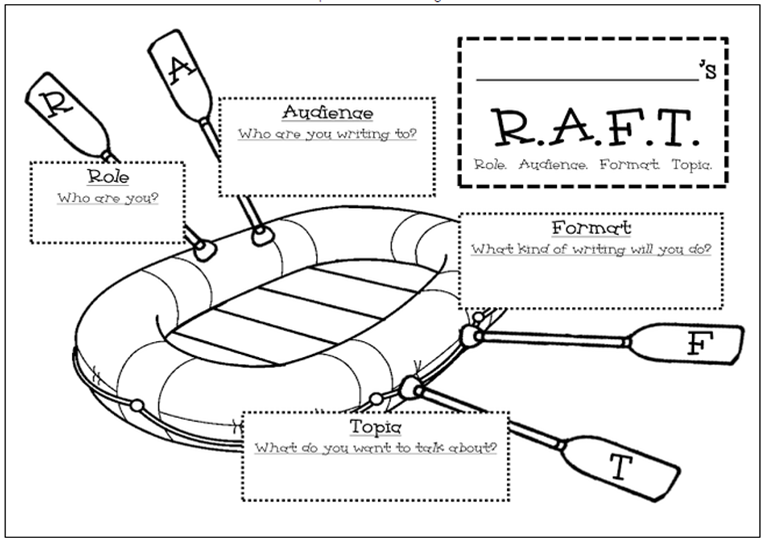 R
A
Audience
Who are you writing to?
Role
Who are you?
's
R.A.F.T.
Role. Audience. Format. Topic.
Format
What kind of writing will you do?
F
Topic
What do you want to talk about?
T